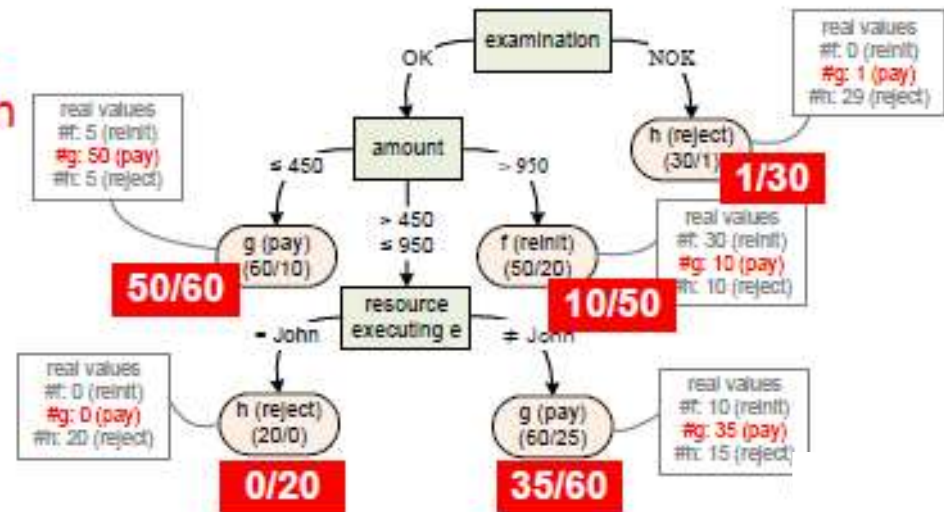 examination
OK
NOK
real values
#f: 0 (reinit)
#g: 1 (pay)
#h: 29 (reject)
n
real values
#f: 5 (reinit)
#g: 50 (pay)
#h: 5 (reject)
amount
h (reject)
(30/1)
1/30
≤ 450
> 950
> 450
≤ 950
g (pay)
(60/10)
50/60
f (reinit)
(50/20)
10/50
real values
#f: 30 (reinit)
#g: 10 (pay)
#h: 10 (reject)
resource
executing e
= John
≠ John
real values
#f: 0 (reinit)
#g: 0 (pay)
#h: 20 (reject)
h (reject)
(20/0)
0/20
g (pay)
(60/25)
35/60
real values
#f: 10 (reinit)
#g: 35 (pay)
#h: 15 (reject)